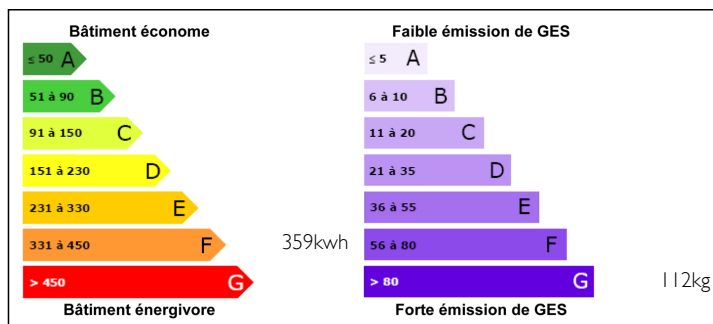 Bâtiment économe
≤ 50 A
51 à 90 B
91 à 150 C
151 à 230 D
231 à 330 E
331 à 450 F
359kwh
> 450 G
Bâtiment énergivore
Faible émission de GES
≤ 5 A
6 à 10 B
11 à 20 C
21 à 35 D
36 à 55 E
56 à 80 F
> 80 G
112kg
Forte émission de GES